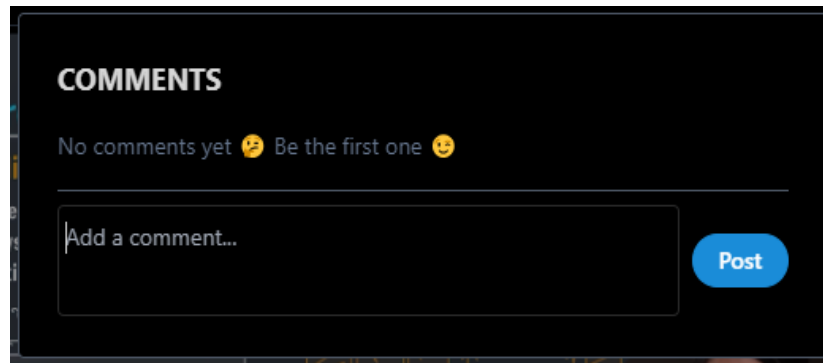 COMMENTS
No comments yet 🤔 Be the first one 😉
Add a comment...
Post